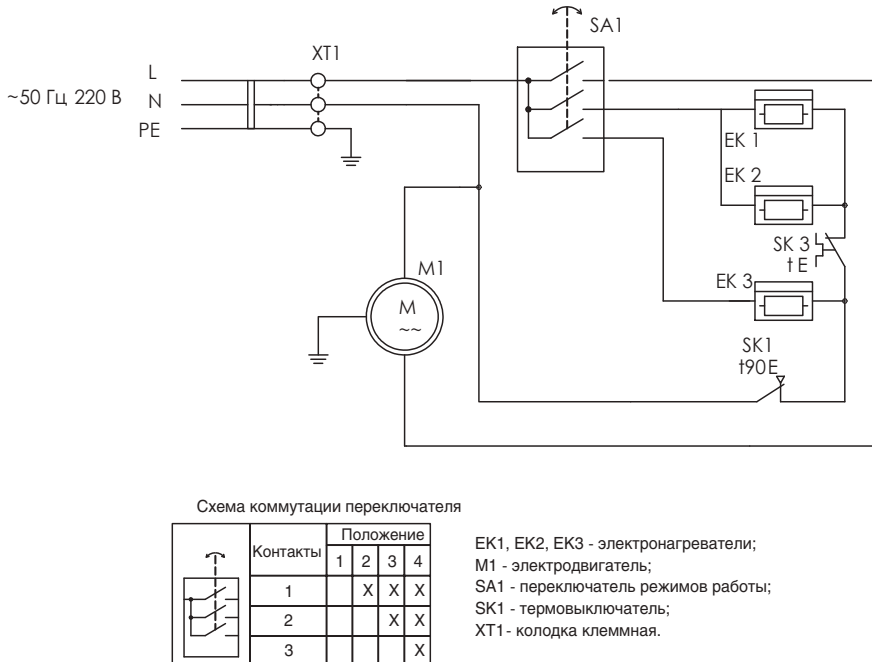 SA1
XT1
L
~50 Гц 220 В N
PE
EK 1
EK 2
SK 3
t E
M1
EK 3
M
~~
SK1
t90E
Схема коммутации переключателя
Контакты Положение
1 2 3 4
1 X X X
2 X X
3 X
EK1, EK2, EK3 - электронагреватели;
M1 - электродвигатель;
SA1 - переключатель режимов работы;
SK1 - термовыключатель;
XT1- колодка клеммная.